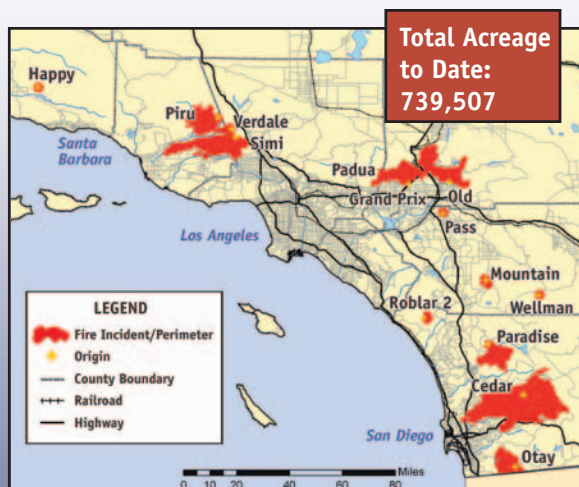 Total Acreage
to Date:
739,507
Happy
Piru
Verdale
Simi
Santa
Barbara
Padua
Grand Prix
Old
Pass
Los Angeles
Mountain
Wellman
Roblar 2
Paradise
Cedar
San Diego
Otay
LEGEND
Fire Incident/Perimeter
Origin
County Boundary
Railroad
Highway
Miles
0 10 20 40 60 80